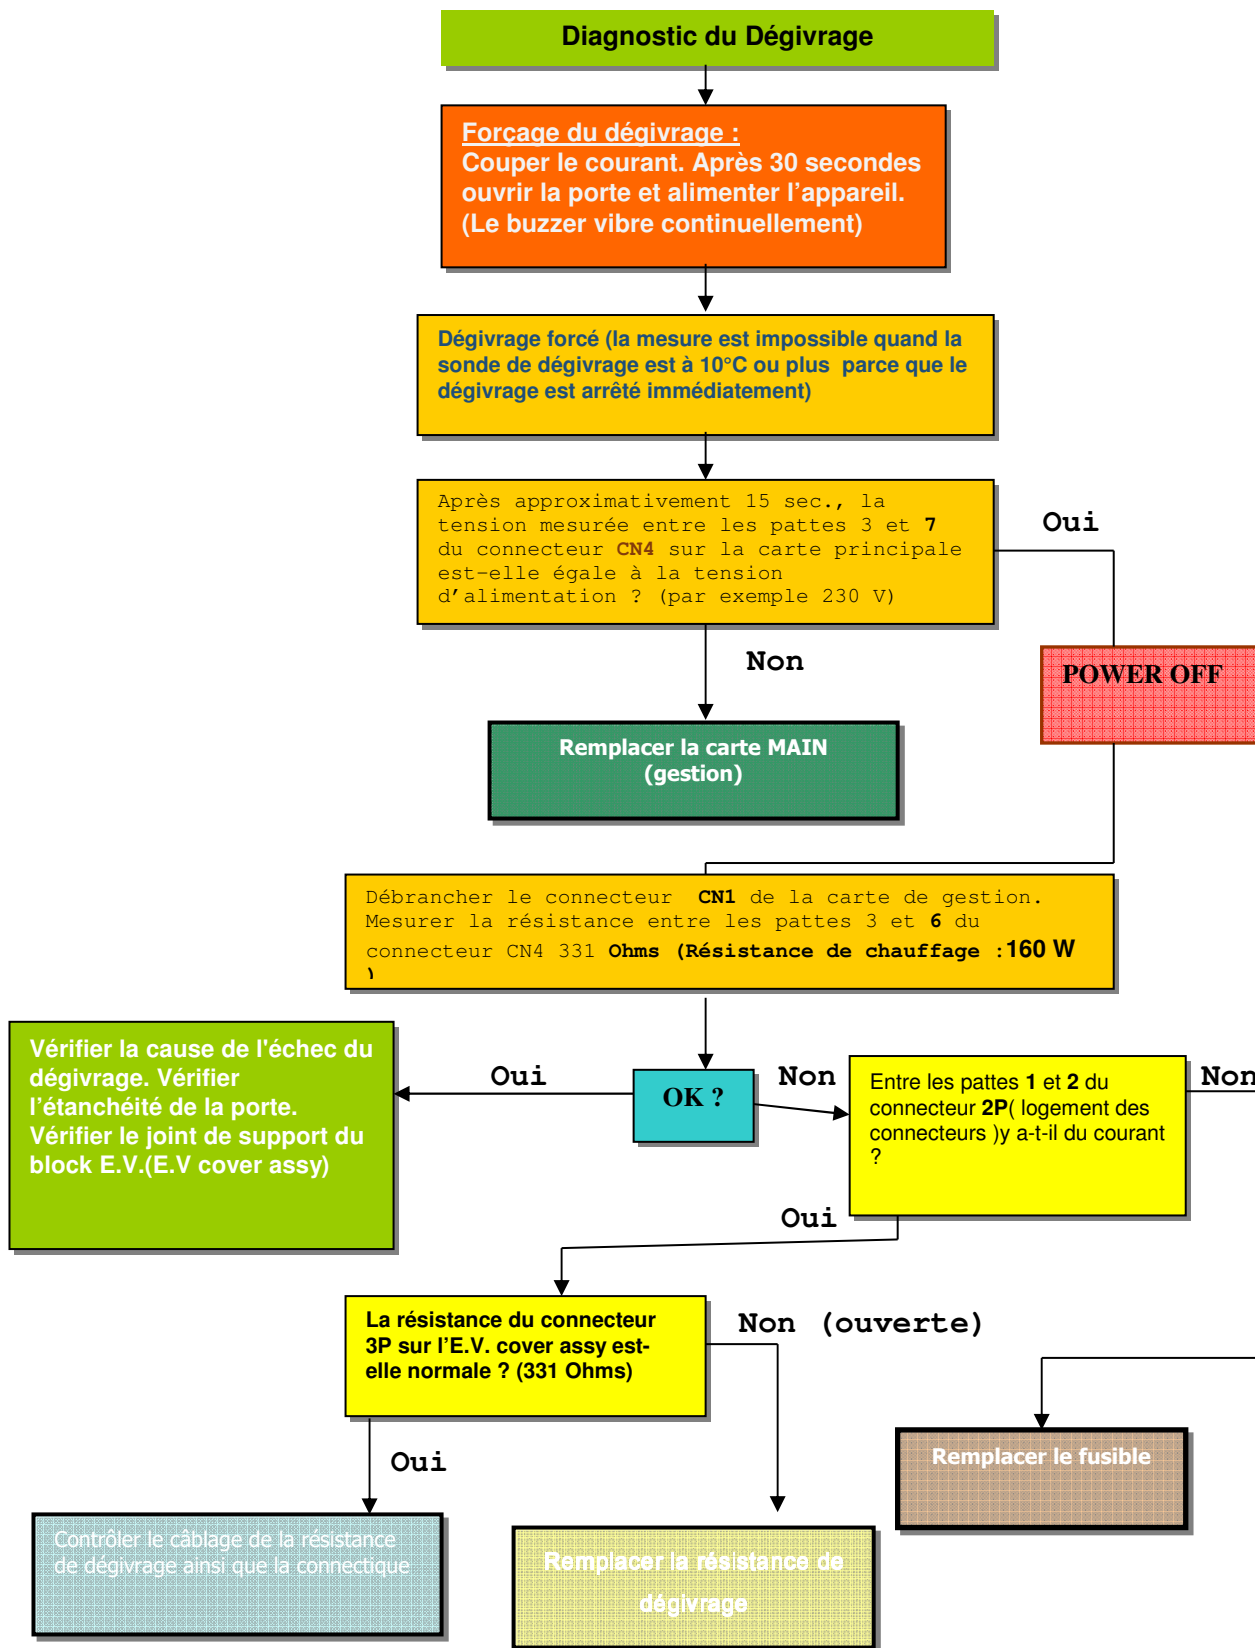 Diagnostic du Dégivrage
Forçage du dégivrage :
Couper le courant. Après 30 secondes
ouvrir la porte et alimenter l'appareil.
(Le buzzer vibre continuellement)
Dégivrage forcé (la mesure est impossible quand la
sonde de dégivrage est à 10°C ou plus  parce que le
dégivrage est arrêté immédiatement)
Après approximativement 15 sec., la
tension mesurée entre les pattes 3 et 7
du connecteur CN4 sur la carte principale
est-elle égale à la tension
d'alimentation ? (par exemple 230 V)
Oui
Non
POWER OFF
Remplacer la carte MAIN
(gestion)
Débrancher le connecteur  CN1 de la carte de gestion.
Mesurer la résistance entre les pattes 3 et 6 du
connecteur CN4 331 Ohms (Résistance de chauffage :160 W
)
Vérifier la cause de l'échec du
dégivrage. Vérifier
l'étanchéité de la porte.
Vérifier le joint de support du
block E.V.(E.V cover assy)
Oui
OK ?
Non
Entre les pattes 1 et 2 du
connecteur 2P( logement des
connecteurs )y a-t-il du courant
?
Non
Oui
La résistance du connecteur
3P sur l'E.V. cover assy est-
elle normale ? (331 Ohms)
Non (ouverte)
Oui
Remplacer le fusible
Contrôler le câblage de la résistance
de dégivrage ainsi que la connectique
Remplacer la résistance de
dégivrage